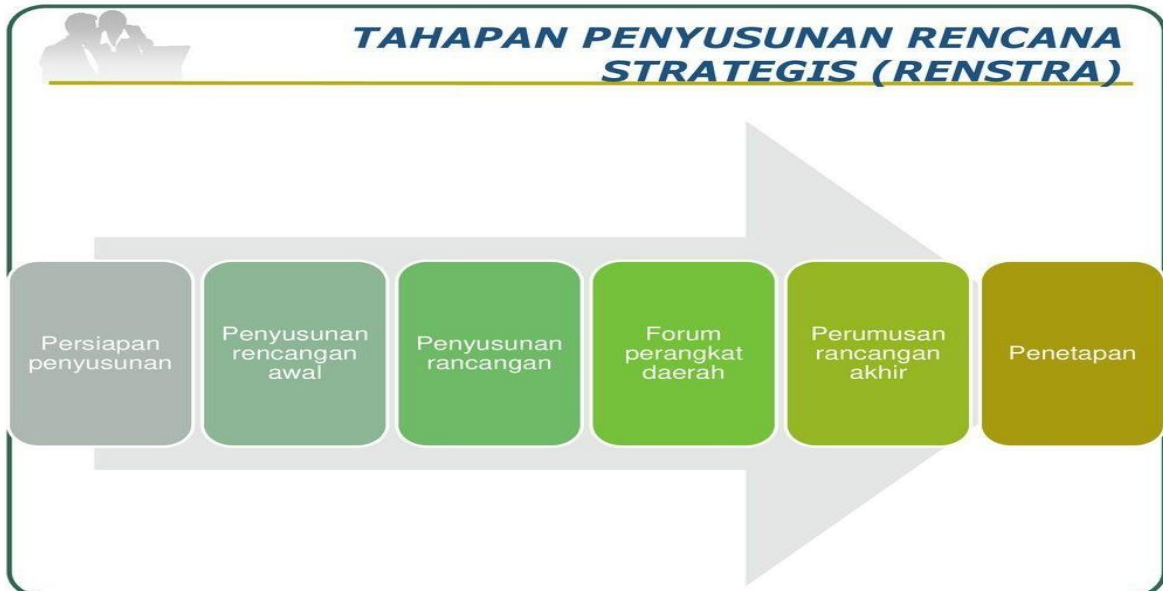 TAHAPAN PENYUSUNAN RENCANA
STRATEGIS (RENSTRA)
Persiapan
penyusunan
Penyusunan
rencangan
awal
Penyusunan
rancangan
Forum
perangkat
daerah
Perumusan
rancangan
akhir
Penetapan